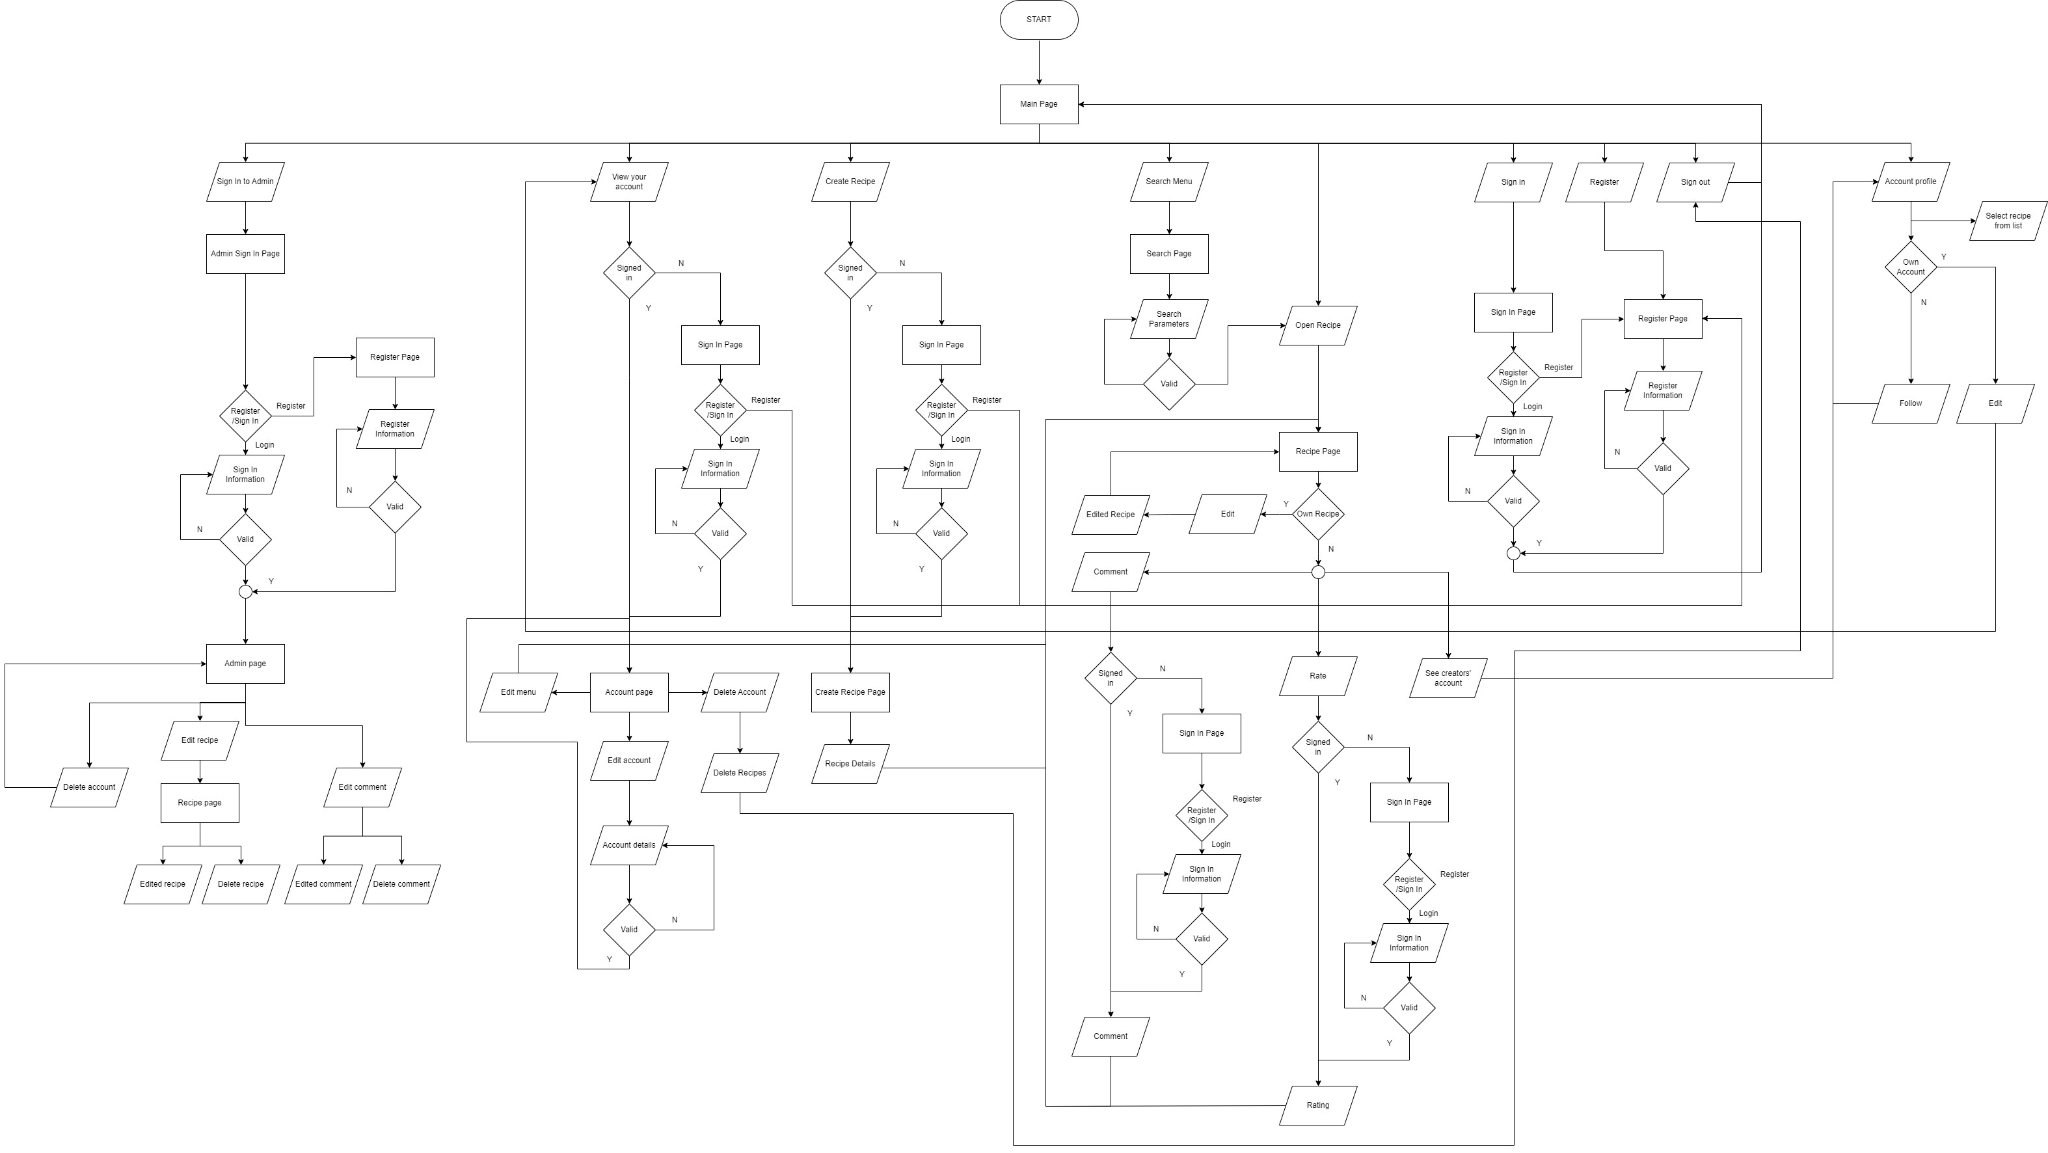 START
Main Page
Sign In to Admin
View your
account
Create Recipe
Search Menu
Sign in
Register
Sign out
Account profile
Select recipe
from list
Admin Sign In Page
Signed
in
N
Y
Signed
in
N
Y
Search Page
Own
Account
Y
N
Search
Parameters
Open Recipe
Sign In Page
Register Page
Sign In Page
Sign In Page
Register Page
Valid
Register
/Sign In
Register
Login
Register
/Sign In
Register
Login
Register
/Sign In
Register
Login
Register
/Sign In
Register
Login
Register
Information
Follow
Edit
Register
Information
Sign In
Information
Recipe Page
Sign In
Information
Sign In
Information
Sign In
Information
Valid
N
Valid
N
Valid
N
Y
Edited Recipe
Edit
Y
Own Recipe
N
Valid
N
Valid
N
Y
Valid
N
Y
Valid
N
Y
Comment
Admin page
Signed
in
N
Y
Rate
See creators'
account
Edit menu
Account page
Delete Account
Create Recipe Page
Edit recipe
Sign In Page
Signed
in
N
Y
Edit account
Delete Recipes
Recipe Details
Delete account
Recipe page
Edit comment
Register
/Sign In
Register
Login
Sign In Page
Account details
Edited recipe
Delete recipe
Edited comment
Delete comment
Sign In
Information
Register
/Sign In
Register
Login
Valid
N
Y
Valid
N
Y
Sign In
Information
Valid
N
Y
Comment
Rating